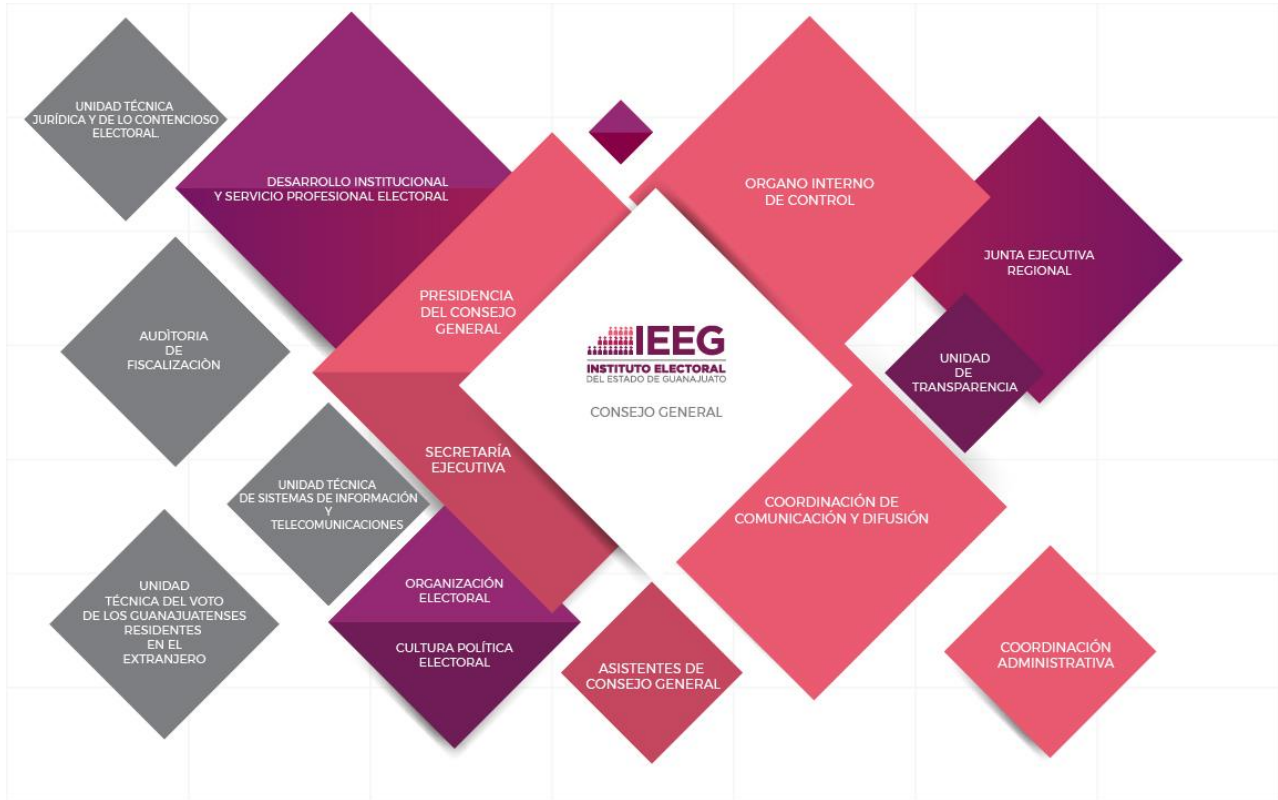 UNIDAD TÉCNICA
JURÍDICA Y DE LO CONTENCIOSO
ELECTORAL.
DESARROLLO INSTITUCIONAL
Y SERVICIO PROFESIONAL ELECTORAL
ORGANO INTERNO
DE CONTROL
JUNTA EJECUTIVA
REGIONAL
PRESIDENCIA
DEL CONSEJO
GENERAL
AUDÌTORIA
DE
FISCALIZACIÒN
IEEG
INSTITUTO ELECTORAL
DEL ESTADO DE GUANAJUATO
CONSEJO GENERAL
UNIDAD
DE
TRANSPARENCIA
SECRETARÍA
EJECUTIVA
UNIDAD TÉCNICA
DE SISTEMAS DE INFORMACIÓN
Y
TELECOMUNICACIONES
COORDINACIÓN DE
COMUNICACIÓN Y DIFUSIÓN
UNIDAD
TÉCNICA DEL VOTO
DE LOS GUANAJUATENSES
RESIDENTES
EN EL
EXTRANJERO
ORGANIZACIÓN
ELECTORAL
CULTURA POLÍTICA
ELECTORAL
ASISTENTES DE
CONSEJO GENERAL
COORDINACIÓN
ADMINISTRATIVA